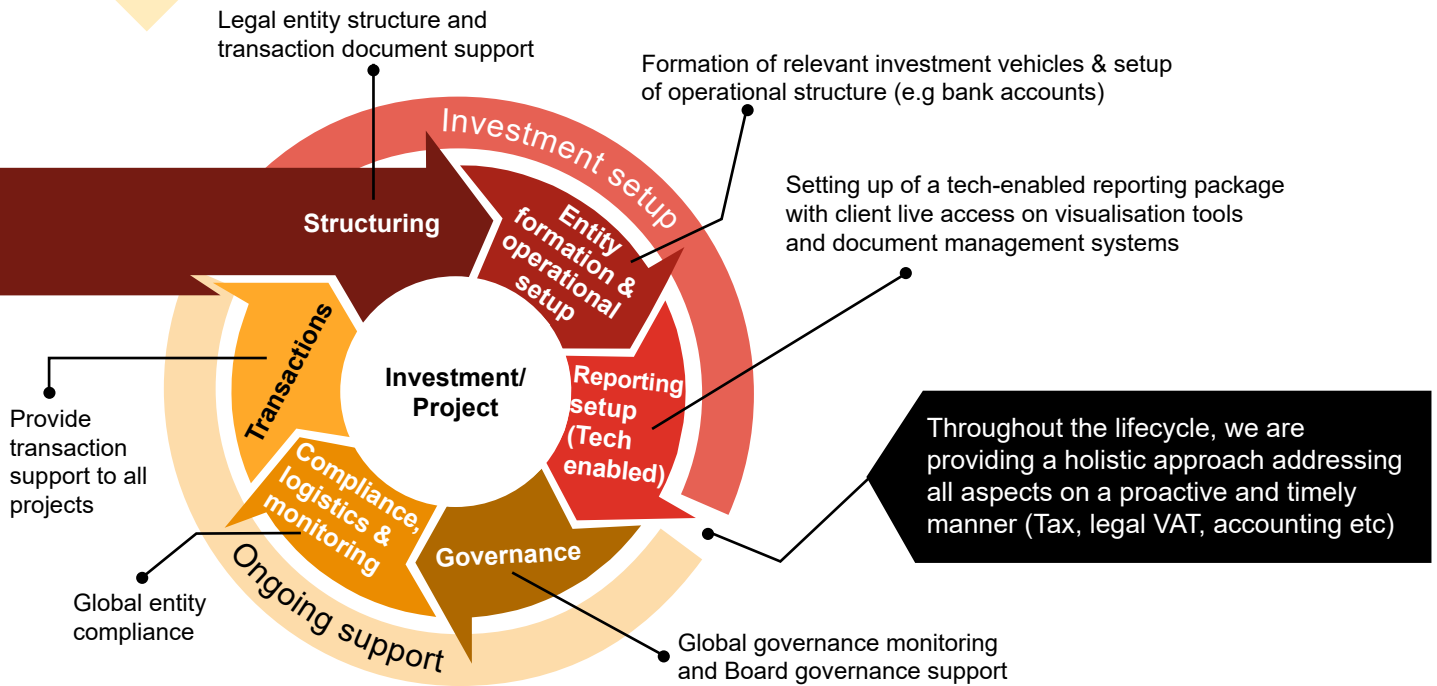 Legal entity structure and
transaction document support
Formation of relevant investment vehicles & setup
of operational structure (e.g bank accounts)
Investment setup
Setting up of a tech-enabled reporting package
with client live access on visualisation tools
and document management systems
Structuring
Entity
formation &
operational
setup
Reporting
setup
(Tech
enabled)
Investment/
Project
Transactions
Provide
transaction
support to all
projects
Throughout the lifecycle, we are
providing a holistic approach addressing
all aspects on a proactive and timely
manner (Tax, legal VAT, accounting etc)
Compliance,
logistics &
monitoring
Governance
Ongoing support
Global entity
compliance
Global governance monitoring
and Board governance support